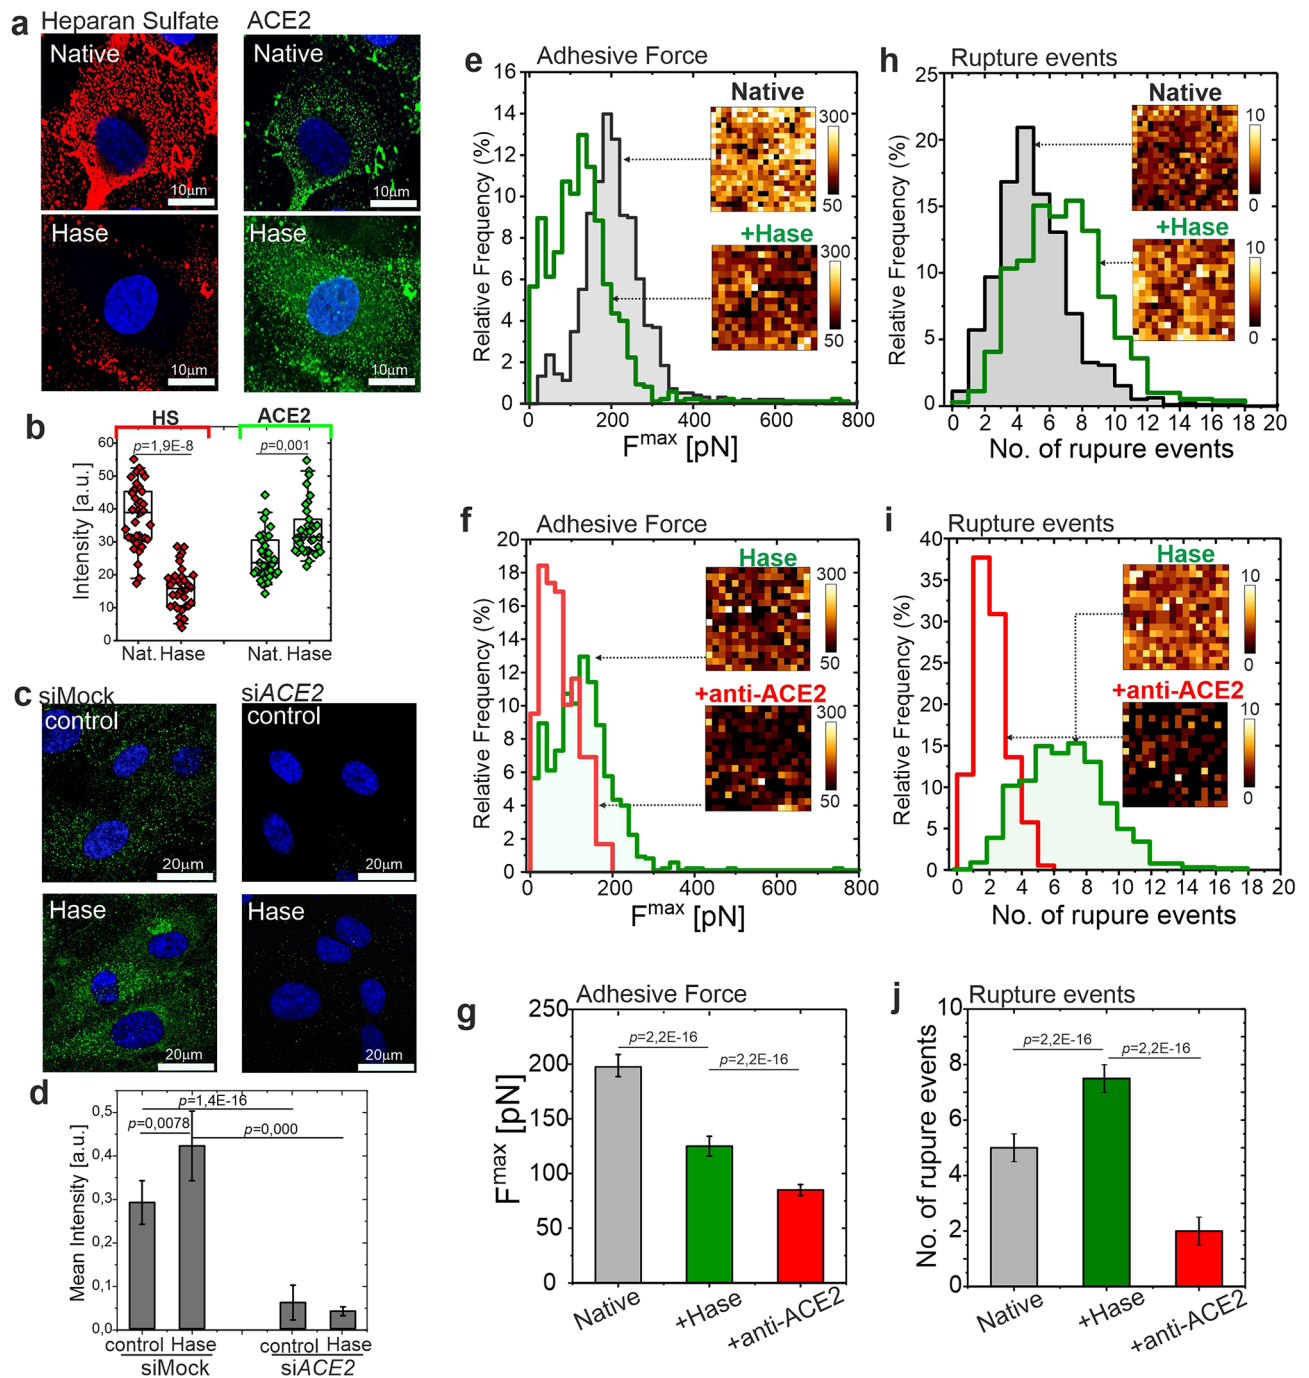 a
Heparan Sulfate
ACE2
Native
10µm
Native
10µm
Hase
10µm
Hase
10µm
b
HS
ACE2
p=1,9E-8
p=0,001
60
50
40
30
20
10
0
Intensity [a.u.]
Nat. Hase
Nat. Hase
c
siMock
siACE2
control
20µm
control
20µm
Hase
20µm
Hase
20µm
d
p=1,4E-16
p=0,0078
p=0,000
0,5
0,4
0,3
0,2
0,1
0,0
Mean Intensity [a.u.]
control Hase
control Hase
siMock
siACE2
e
Adhesive Force
16
14
12
10
8
6
4
2
0
Relative Frequency (%)
Native
300
50
+Hase
300
50
0 200 400 600 800
Fmax [pN]
f
Adhesive Force
20
18
16
14
12
10
8
6
4
2
0
Relative Frequency (%)
Hase
300
50
+anti-ACE2
300
50
0 200 400 600 800
Fmax [pN]
g
Adhesive Force
250
200
150
100
50
0
Fmax [pN]
p=2,2E-16
p=2,2E-16
Native
+Hase
+anti-ACE2
h
Rupture events
25
20
15
10
5
0
Relative Frequency (%)
Native
10
0
+Hase
10
0
0 2 4 6 8 10 12 14 16 18 20
No. of rupure events
i
Rupture events
40
35
30
25
20
15
10
5
0
Relative Frequency (%)
Hase
10
0
+anti-ACE2
10
0
0 2 4 6 8 10 12 14 16 18 20
No. of rupure events
j
Rupture events
10
8
6
4
2
0
No. of rupure events
p=2,2E-16
p=2,2E-16
Native
+Hase
+anti-ACE2